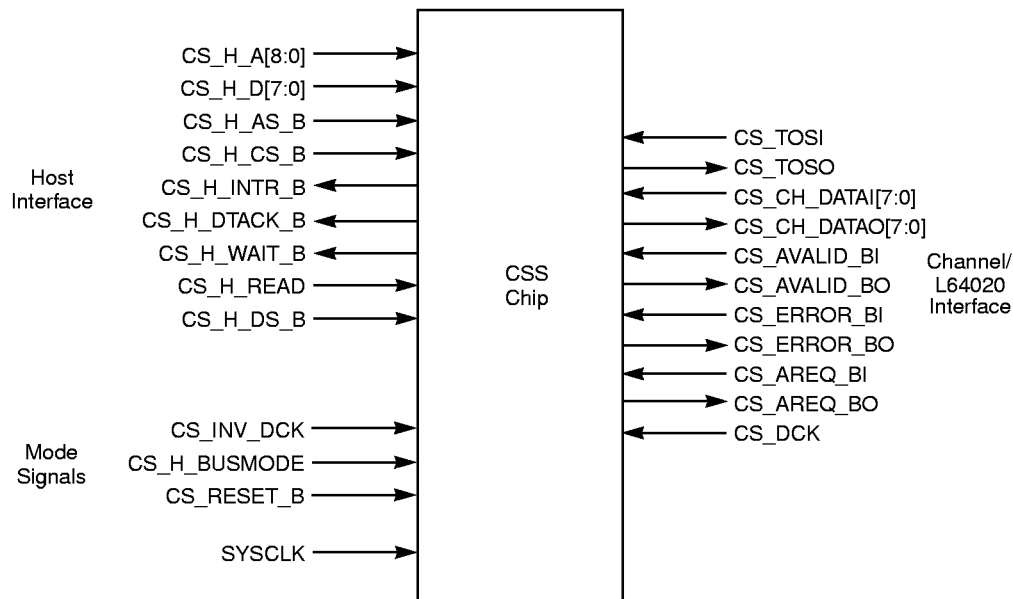 CS_H_A[8:0]
CS_H_D[7:0]
CS_H_AS_B
CS_H_CS_B
Host
Interface
CS_H_INTR_B
CS_H_DTACK_B
CS_H_WAIT_B
CS_H_READ
CS_H_DS_B
Mode
Signals
CS_INV_DCK
CS_H_BUSMODE
CS_RESET_B
SYSCLK
CSS
Chip
CS_TOSI
CS_TOSO
CS_CH_DATAI[7:0]
CS_CH_DATAO[7:0]
CS_AVALID_BI
CS_AVALID_BO
CS_ERROR_BI
CS_ERROR_BO
CS_AREQ_BI
CS_AREQ_BO
CS_DCK
Channel/
L64020
Interface